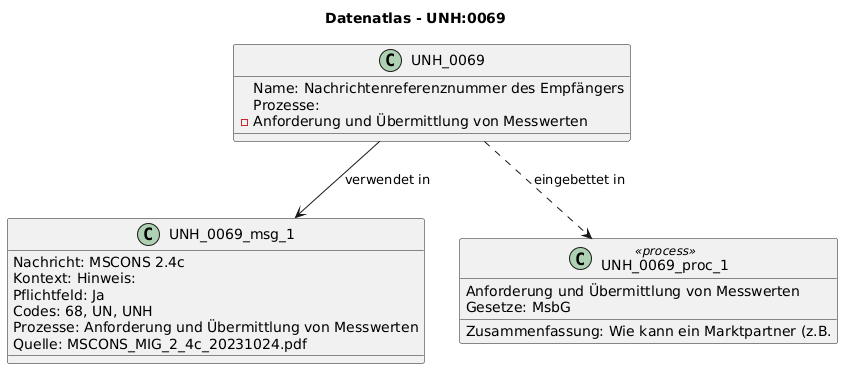 Datenatlas - UNH:0069
C UNH_0069
Name: Nachrichtenreferenznummer des Empfängers
Prozesse:
Anforderung und Übermittlung von Messwerten
verwendet in
eingebettet in
C UNH_0069_msg_1
Nachricht: MSCONS 2.4c
Kontext: Hinweis:
Pflichtfeld: Ja
Codes: 68, UN, UNH
Prozesse: Anforderung und Übermittlung von Messwerten
Quelle: MSCONS_MIG_2_4c_20231024.pdf
«process»
C UNH_0069_proc_1
Anforderung und Übermittlung von Messwerten
Gesetze: MsbG
Zusammenfassung: Wie kann ein Marktpartner (z.B.